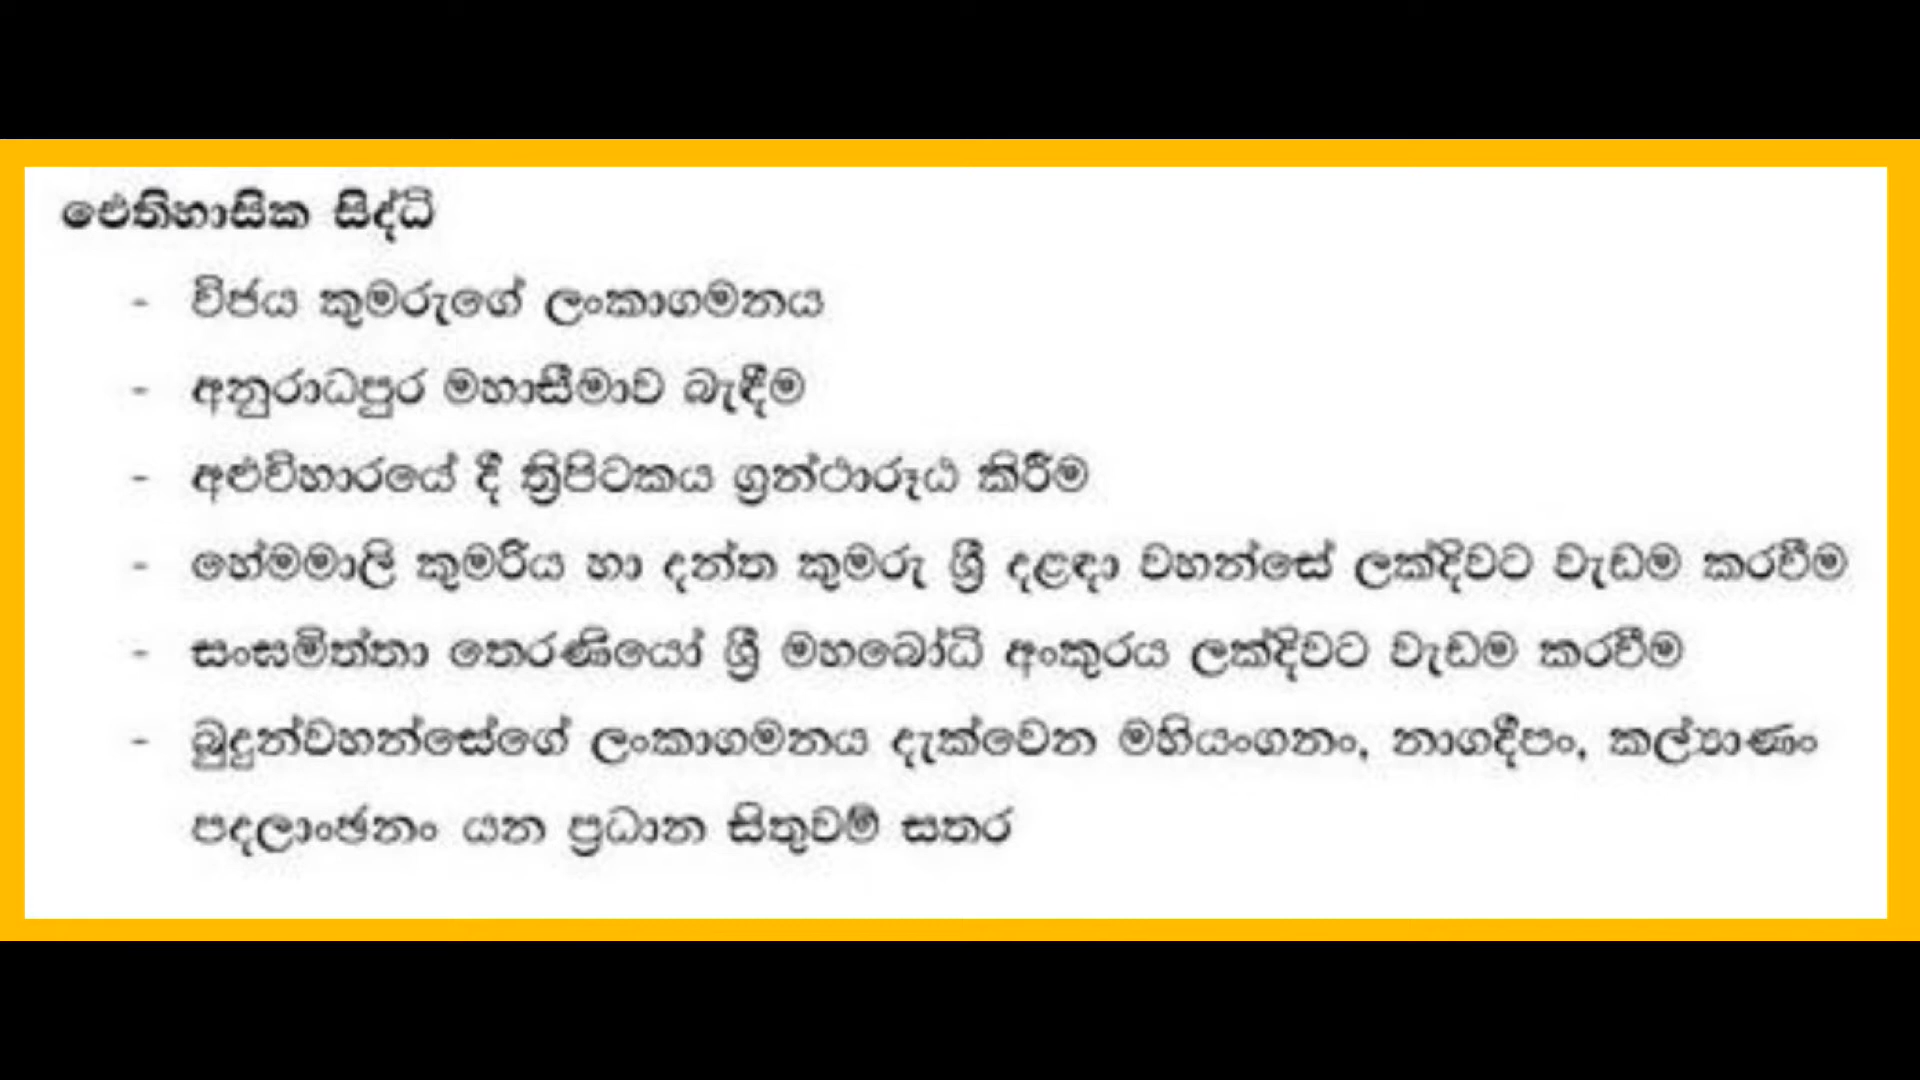 ඓතිහාසික සිද්ධි
- විජය කුමරුගේ ලංකාගමනය
- අනුරාධපුර මහාසීමාව බැඳීම
- අළුවිහාරයේ දී ත්‍රිපිටකය ග්‍රන්ථාරූඪ කිරීම
- හේමමාලි කුමරිය හා දන්ත කුමරු ශ්‍රී දළඳා වහන්සේ ලක්දිවට වැඩම කරවීම
- සංඝමිත්තා තෙරණියෝ ශ්‍රී මහබෝධි අංකුරය ලක්දිවට වැඩම කරවීම
- බුදුන්වහන්සේගේ ලංකාගමනය දැක්වෙන මහියංගනං, නාගදීපං, කල්‍යාණං
පදලාංඡනං යන ප්‍රධාන සිතුවම් සතර